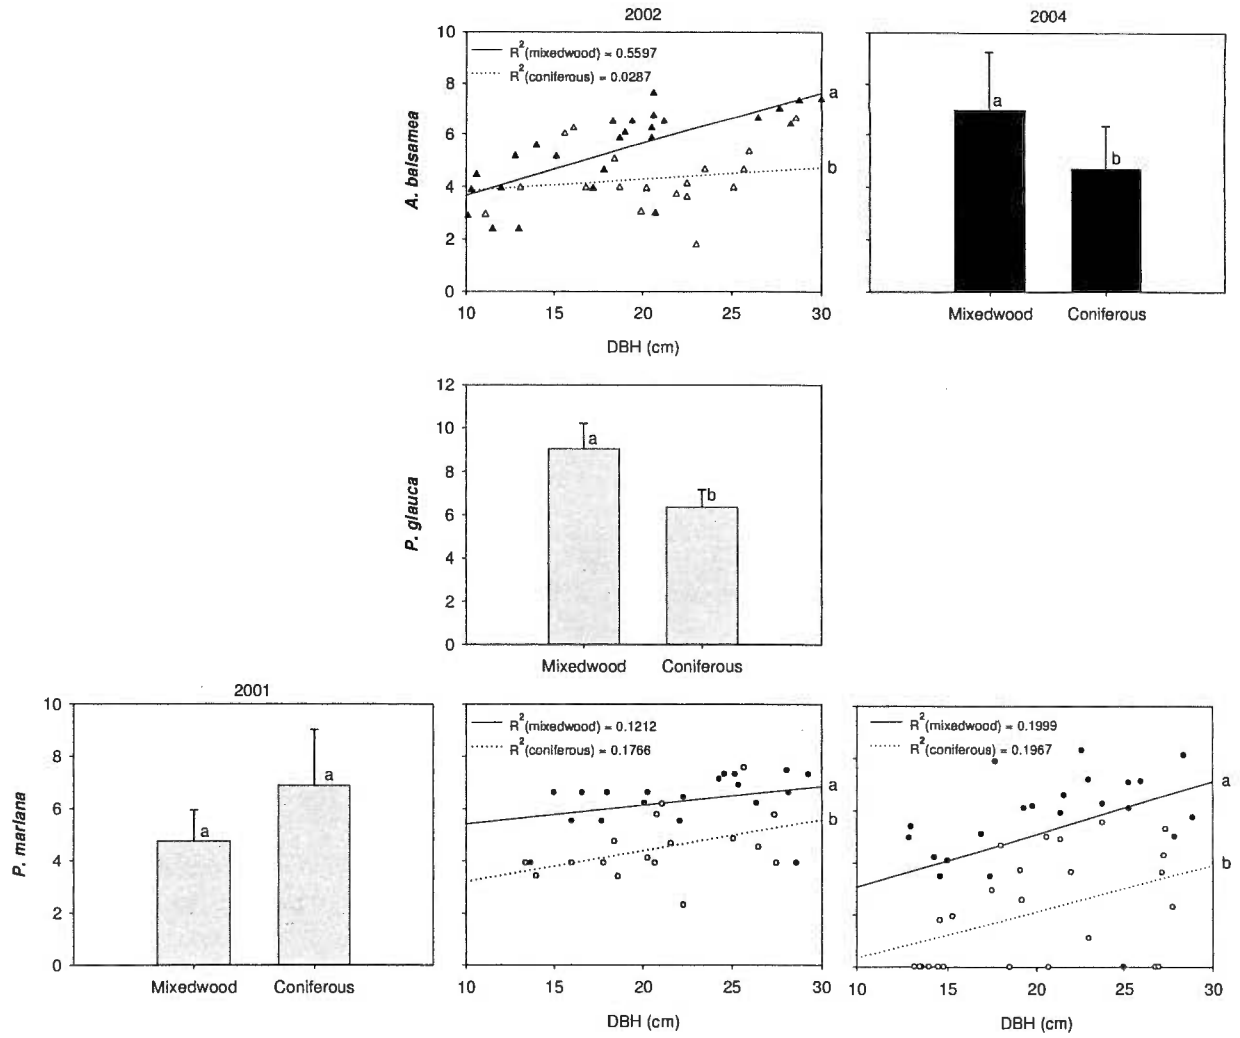 2002
2004
10
8
6
4
2
0
A. balsamea
R2(mixedwood) = 0.5597
R2(coniferous) = 0.0287
a
b
10
15
20
25
30
DBH (cm)
a
b
Mixedwood
Coniferous
12
10
8
6
4
2
0
P. glauca
a
b
Mixedwood
Coniferous
2001
10
8
6
4
2
0
P. mariana
a
a
Mixedwood
Coniferous
R2(mixedwood) = 0.1212
R2(coniferous) = 0.1766
a
b
10
15
20
25
30
DBH (cm)
R2(mixedwood) = 0.1999
R2(coniferous) = 0.1967
a
b
10
15
20
25
30
DBH (cm)